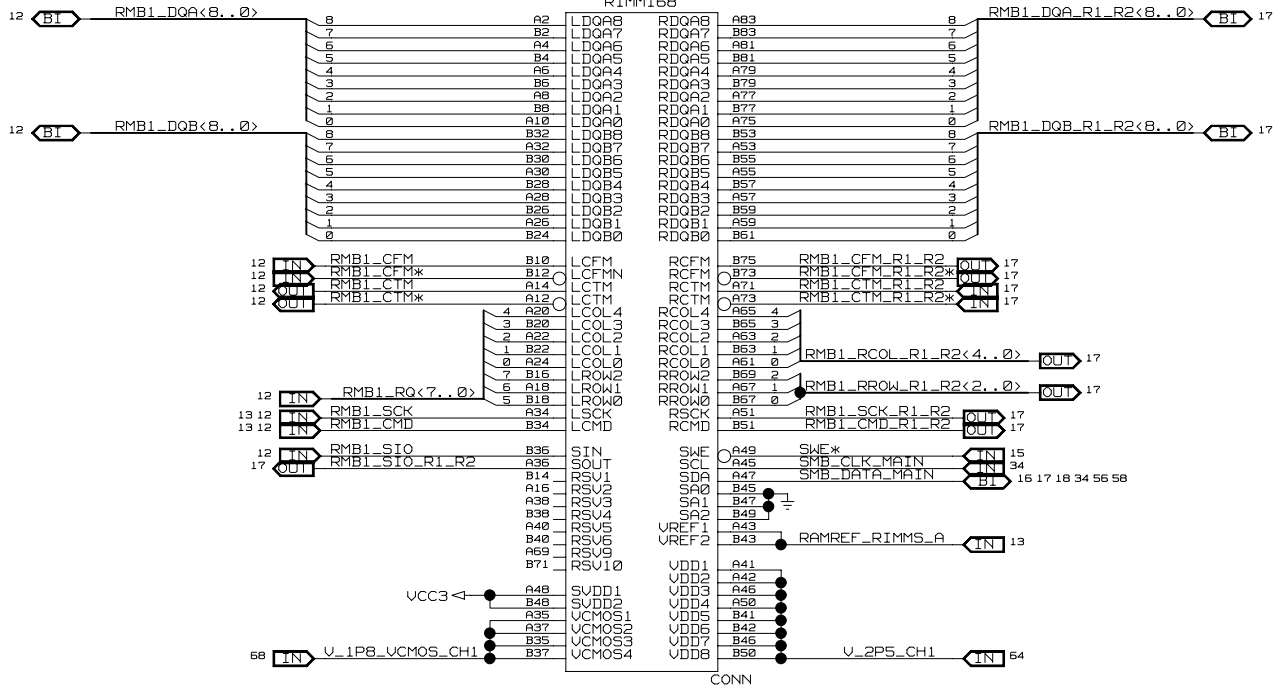 RIMM168
12 BI RMB1_DQA<8..0> 8 A2 LDQA8 RDQA8 A83 8 RMB1_DQA_R1_R2<8..0> BI 17
7 B2 LDQA7 RDQA7 B83 7
6 A4 LDQA6 RDQA6 A81 6
5 B4 LDQA5 RDQA5 B81 5
4 A6 LDQA4 RDQA4 A79 4
3 B6 LDQA3 RDQA3 B79 3
2 A8 LDQA2 RDQA2 A77 2
1 B8 LDQA1 RDQA1 B77 1
0 A10 LDQA0 RDQA0 A75 0
12 BI RMB1_DQB<8..0> 8 B32 LDQB8 RDQB8 B53 8 RMB1_DQB_R1_R2<8..0> BI 17
7 A32 LDQB7 RDQB7 A53 7
6 B30 LDQB6 RDQB6 B55 6
5 A30 LDQB5 RDQB5 A55 5
4 B28 LDQB4 RDQB4 B57 4
3 A28 LDQB3 RDQB3 A57 3
2 B26 LDQB2 RDQB2 B59 2
1 A26 LDQB1 RDQB1 A59 1
0 B24 LDQB0 RDQB0 B61 0
12 IN RMB1_CFM B10 LCFM RCFM B75 RMB1_CFM_R1_R2 OUT 17
12 IN RMB1_CFM* B12 LCFMN RCFM B73 RMB1_CFM_R1_R2* OUT 17
12 OUT RMB1_CTM A14 LCTM RCTM A71 RMB1_CTM_R1_R2 IN 17
12 OUT RMB1_CTM* A12 LCTM RCTM A73 RMB1_CTM_R1_R2* IN 17
4 A20 LCOL4 RCOL4 A65 4
3 B20 LCOL3 RCOL3 B65 3
2 A22 LCOL2 RCOL2 A63 2
1 B22 LCOL1 RCOL1 B63 1
0 A24 LCOL0 RCOL0 A61 0 RMB1_RCOL_R1_R2<4..0> OUT 17
7 B16 LROW2 RROW2 B69 2
6 A18 LROW1 RROW1 A67 1 RMB1_RROW_R1_R2<2..0> OUT 17
12 IN RMB1_RQ<7..0> 5 B18 LROW0 RROW0 B67 0
13 12 IN RMB1_SCK A34 LSCK RSCK A51 RMB1_SCK_R1_R2 OUT 17
13 12 IN RMB1_CMD B34 LCMD RCMD B51 RMB1_CMD_R1_R2 OUT 17
12 IN RMB1_SIO B36 SIN SWE A49 SWE* IN 15
17 OUT RMB1_SIO_R1_R2 A36 SOUT SCL A45 SMB_CLK_MAIN IN 34
B14 RSV1 SDA A47 SMB_DATA_MAIN BI 16 17 18 34 56 58
A16 RSV2 SA0 B45
A38 RSV3 SA1 B47
B38 RSV4 SA2 B49
A40 RSV5 VREF1 A43
B40 RSV6 VREF2 B43 RAMREF_RIMMS_A IN 13
A69 RSV9
B71 RSV10 VDD1 A41
VDD2 A42
VCC3 A48 SVDD1 VDD3 A46
B48 SVDD2 VDD4 A50
A35 VCMOS1 VDD5 B41
A37 VCMOS2 VDD6 B42
B35 VCMOS3 VDD7 B46
68 IN V_1P8_VCMOS_CH1 B37 VCMOS4 VDD8 B50 V_2P5_CH1 IN 64
CONN